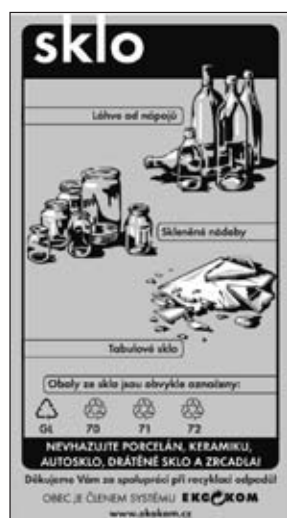 sklo
Láhve od nápojů
Skleněné nádoby
Tabulové sklo
Obaly ze skla jsou obvykle označeny:
GL 70 71 72
NEVHAZUJTE PORCELÁN, KERAMIKU,
AUTOSKLO, DRÁTĚNÉ SKLO A ZRCADLA!
Děkujeme Vám za spolupráci při recyklaci odpadů!
OBEC JE ČLENEM SYSTÉMU EKO-KOM
www.ekokom.cz